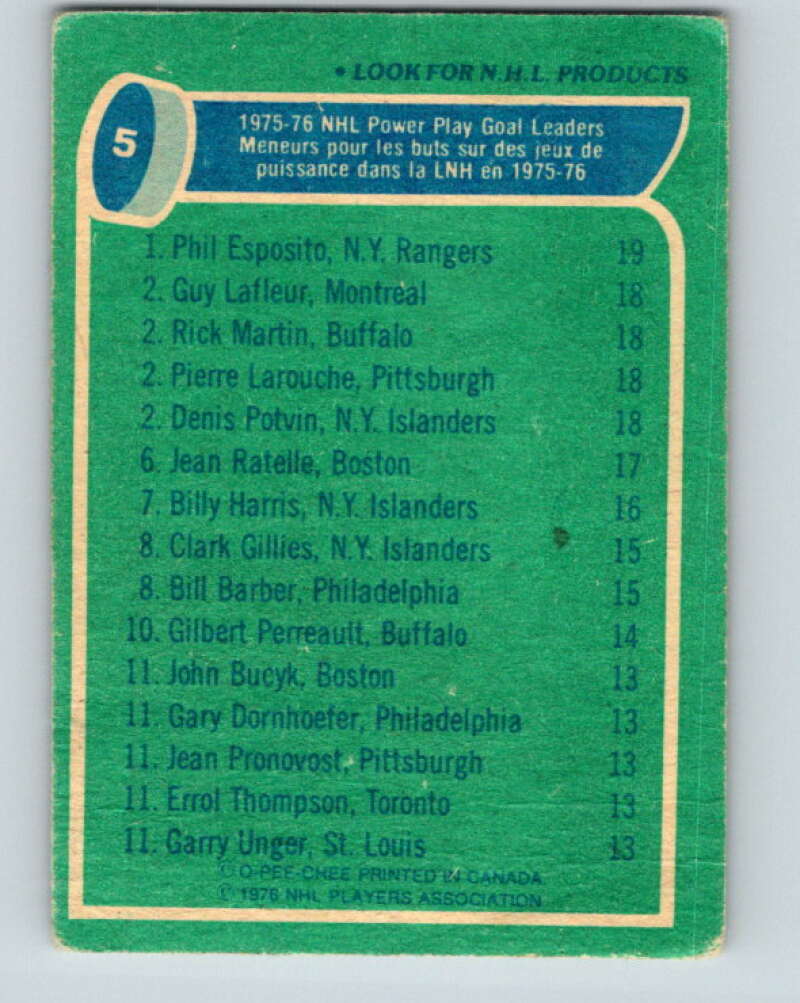 • LOOK FOR N.H.L. PRODUCTS
5
1975-76 NHL Power Play Goal Leaders
Meneurs pour les buts sur des jeux de
puissance dans la LNH en 1975-76
1. Phil Esposito, N.Y. Rangers 19
2. Guy Lafleur, Montreal 18
2. Rick Martin, Buffalo 18
2. Pierre Larouche, Pittsburgh 18
2. Denis Potvin, N.Y. Islanders 18
6. Jean Ratelle, Boston 17
7. Billy Harris, N.Y. Islanders 16
8. Clark Gillies, N.Y. Islanders 15
8. Bill Barber, Philadelphia 15
10. Gilbert Perreault, Buffalo 14
11. John Bucyk, Boston 13
11. Gary Dornhoefer, Philadelphia 13
11. Jean Pronovost, Pittsburgh 13
11. Errol Thompson, Toronto 13
11. Garry Unger, St. Louis 13
© O-PEE-CHEE PRINTED IN CANADA
© 1976 NHL PLAYERS ASSOCIATION